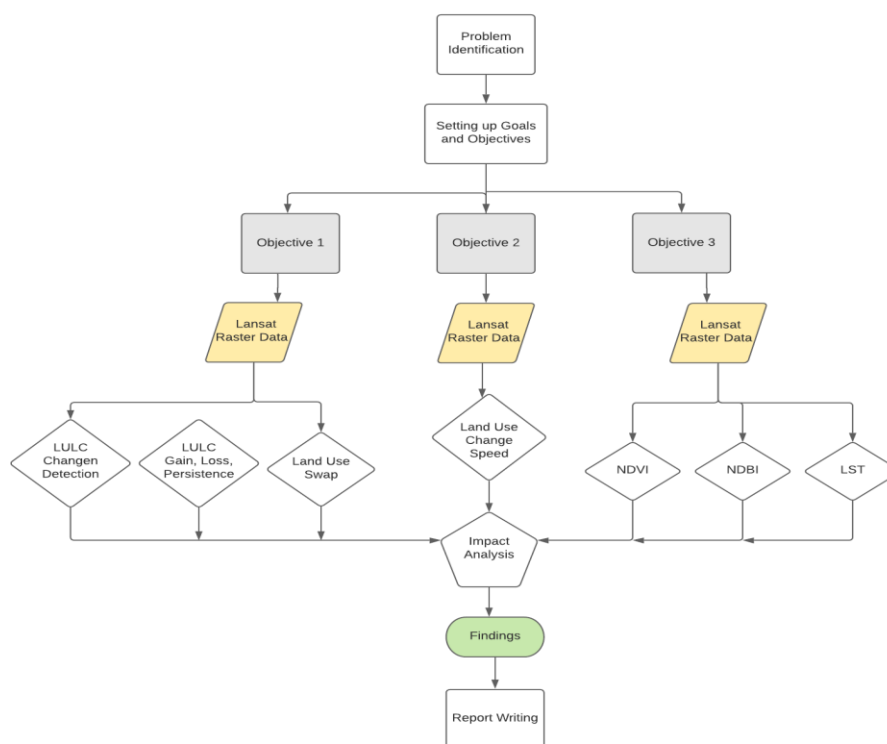 Problem
Identification
Setting up Goals
and Objectives
Objective 1
Objective 2
Objective 3
Lansat
Raster Data
Lansat
Raster Data
Lansat
Raster Data
LULC
Changen
Detection
LULC
Gain, Loss,
Persistence
Land Use
Swap
Land Use
Change
Speed
NDVI
NDBI
LST
Impact
Analysis
Findings
Report Writing